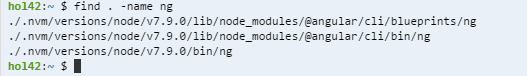 hol42:~ $ find . -name ng
./.nvm/versions/node/v7.9.0/lib/node_modules/@angular/cli/blueprints/ng
./.nvm/versions/node/v7.9.0/lib/node_modules/@angular/cli/bin/ng
./.nvm/versions/node/v7.9.0/bin/ng
hol42:~ $